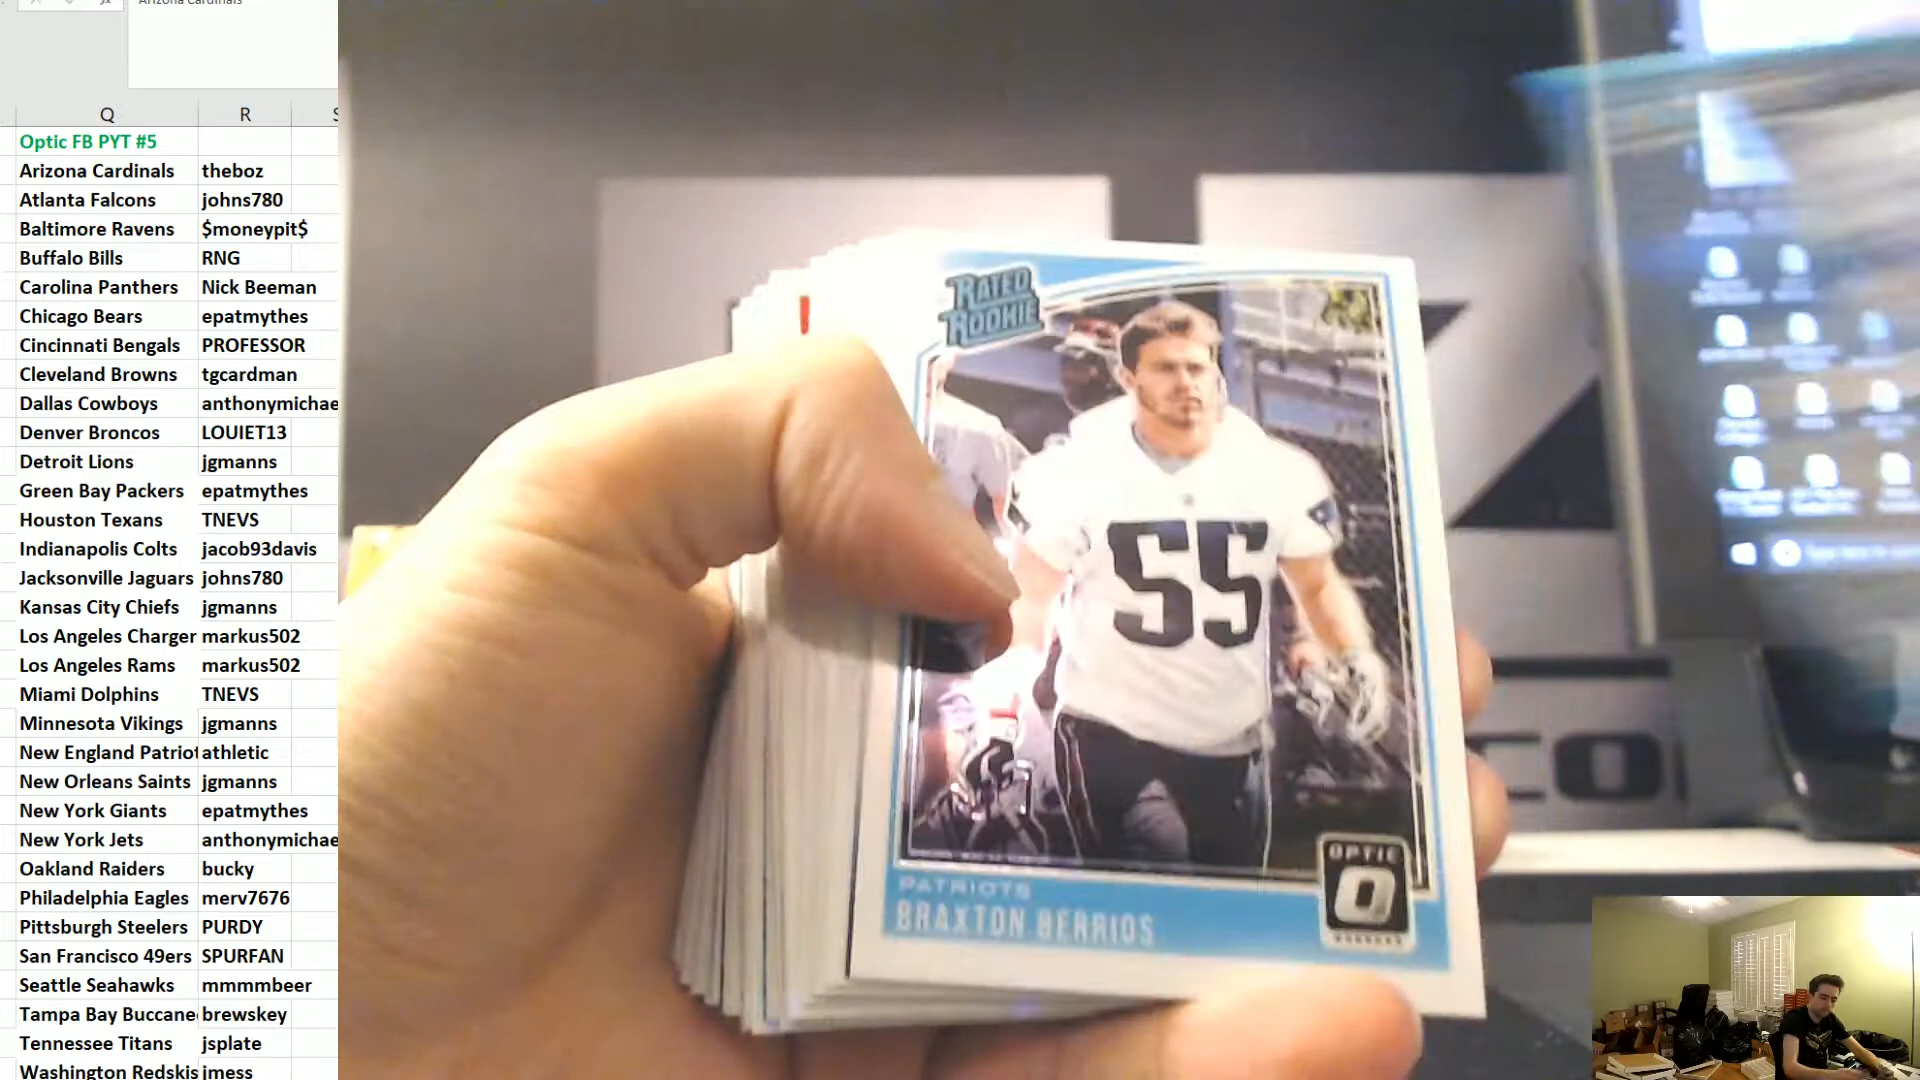 Arizona Cardinals
Q R S
Optic FB PYT #5
Arizona Cardinals theboz
Atlanta Falcons johns780
Baltimore Ravens $moneypit$
Buffalo Bills RNG
Carolina Panthers Nick Beeman
Chicago Bears epatmythes
Cincinnati Bengals PROFESSOR
Cleveland Browns tgcardman
Dallas Cowboys anthonymichae
Denver Broncos LOUIET13
Detroit Lions jgmanns
Green Bay Packers epatmythes
Houston Texans TNEVS
Indianapolis Colts jacob93davis
Jacksonville Jaguars johns780
Kansas City Chiefs jgmanns
Los Angeles Charger markus502
Los Angeles Rams markus502
Miami Dolphins TNEVS
Minnesota Vikings jgmanns
New England Patriot athletic
New Orleans Saints jgmanns
New York Giants epatmythes
New York Jets anthonymichae
Oakland Raiders bucky
Philadelphia Eagles merv7676
Pittsburgh Steelers PURDY
San Francisco 49ers SPURFAN
Seattle Seahawks mmmmbeer
Tampa Bay Buccanee brewskey
Tennessee Titans jsplate
Washington Redskis jmess
RATED
ROOKIE
55
OPTIC
PATRIOTS
BRAXTON BERRIOS